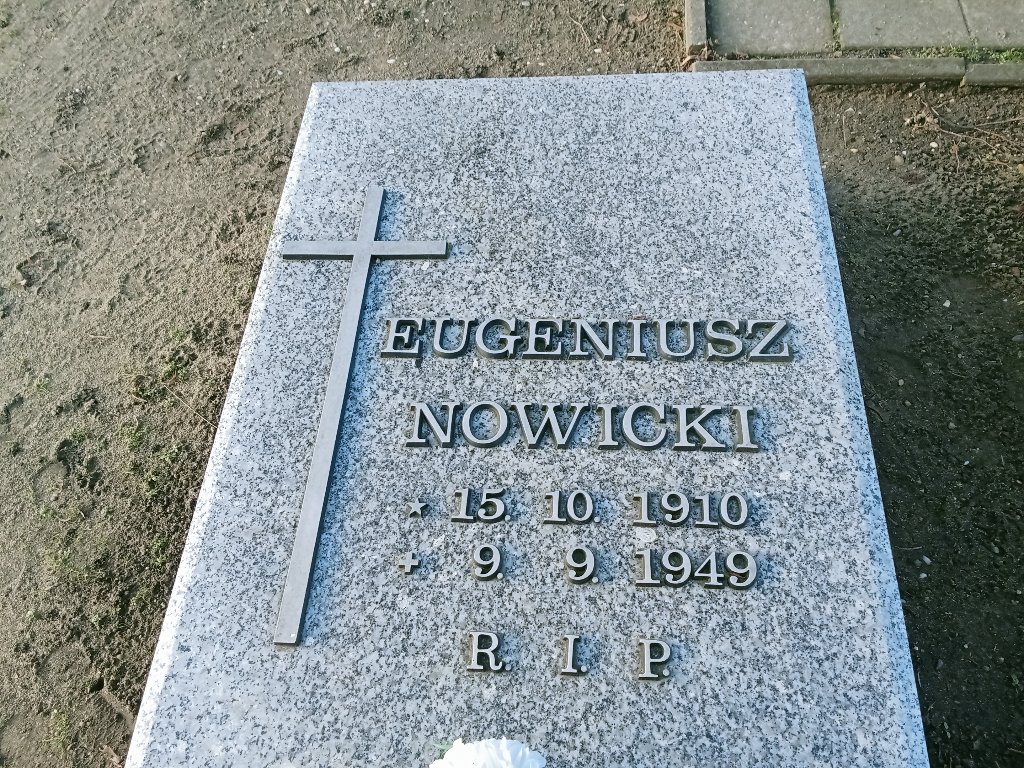 EUGENIUSZ
NOWICKI
★ 15. 10. 1910
+ 9. 9. 1949
R. I. P.